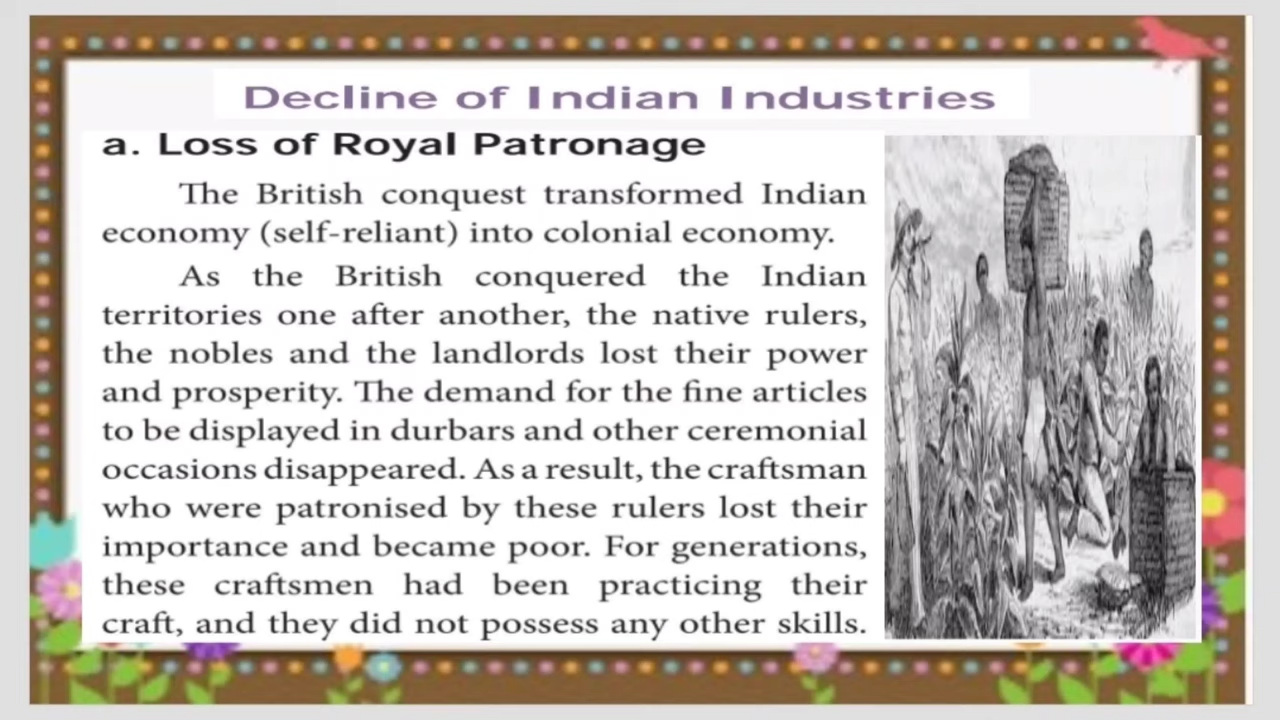 Decline of Indian Industries
a. Loss of Royal Patronage
The British conquest transformed Indian
economy (self-reliant) into colonial economy.
As the British conquered the Indian
territories one after another, the native rulers,
the nobles and the landlords lost their power
and prosperity. The demand for the fine articles
to be displayed in durbars and other ceremonial
occasions disappeared. As a result, the craftsman
who were patronised by these rulers lost their
importance and became poor. For generations,
these craftsmen had been practicing their
craft, and they did not possess any other skills.